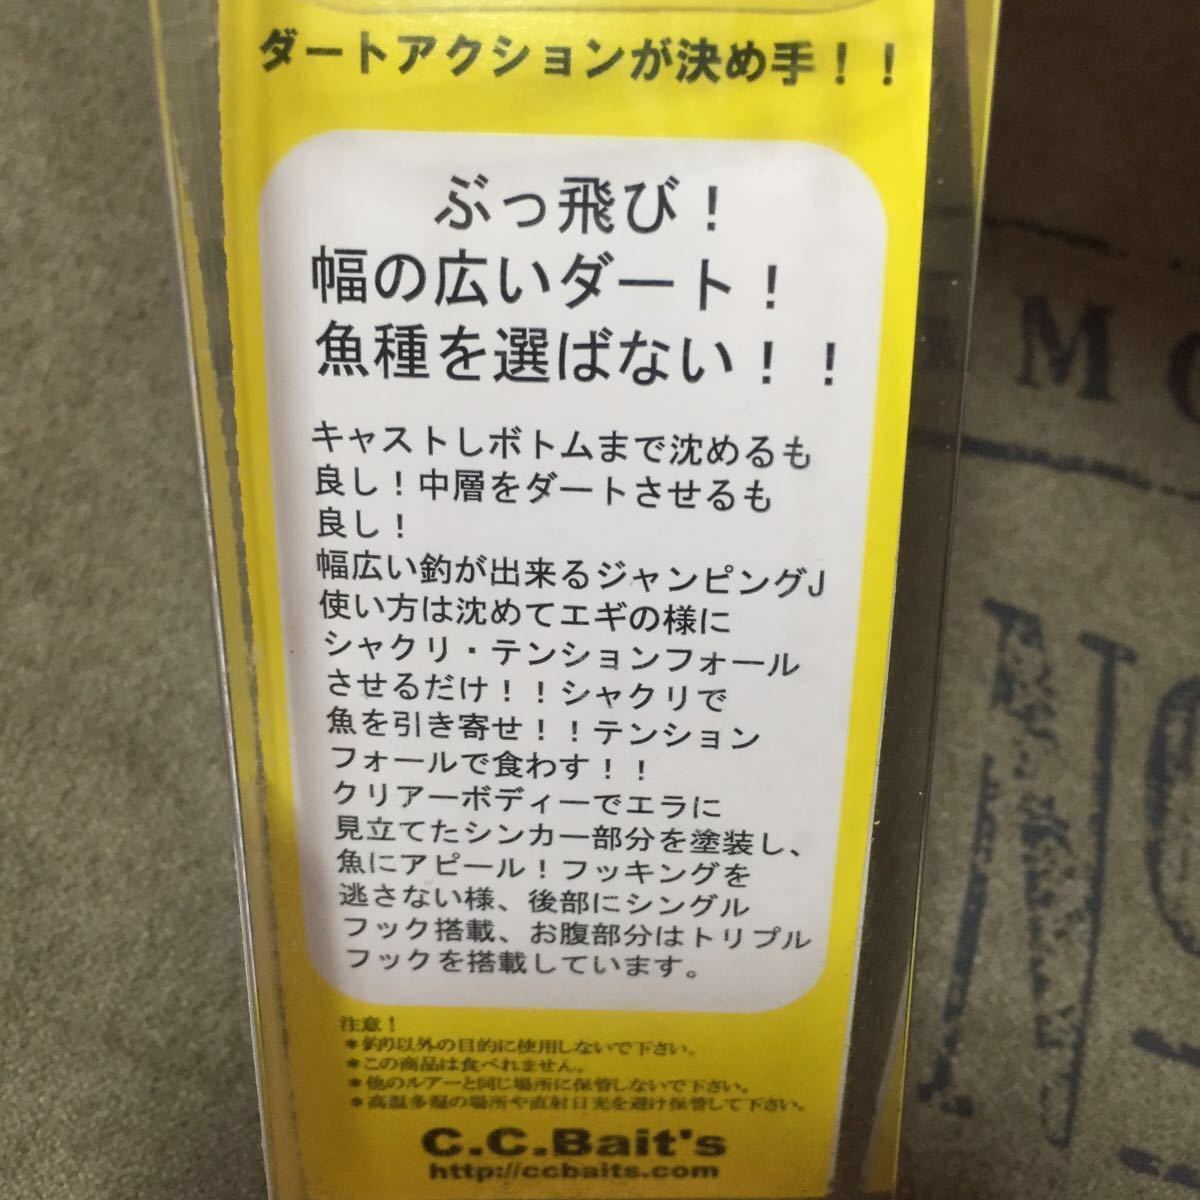 ダートアクションが決め手！！
ぶっ飛び！
幅の広いダート！
魚種を選ばない！！
キャストしボトムまで沈めるも
良し！中層をダートさせるも
良し！
幅広い釣が出来るジャンピングJ
使い方は沈めてエギの様に
シャクリ・テンションフォール
させるだけ！！シャクリで
魚を引き寄せ！！テンション
フォールで食わす！！
クリアーボディーでエラに
見立てたシンカー部分を塗装し、
魚にアピール！フッキングを
逃さない様、後部にシングル
フック搭載、お腹部分はトリプル
フックを搭載しています。
注意！
*釣り以外の目的に使用しないで下さい。
*この商品は食べれません。
*他のルアーと同じ場所に保管しないで下さい。
*高温多湿の場所や直射日光を避け保管して下さい。
C.C.Bait's
http://ccbaits.com